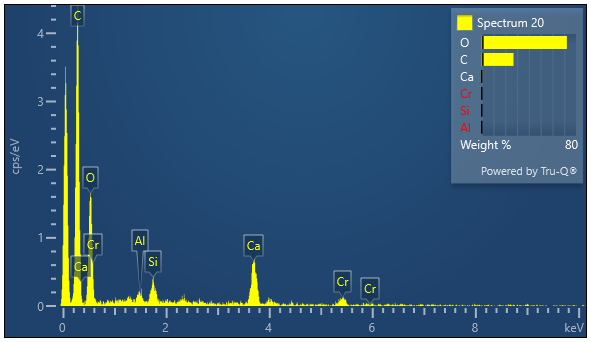 4
3
2
1
0
cps/eV
C
O
Cr
Ca
Al
Si
Ca
Cr
Cr
0 2 4 6 8 keV
Spectrum 20
O
C
Ca
Cr
Si
Al
Weight % 80
Powered by Tru-Q®